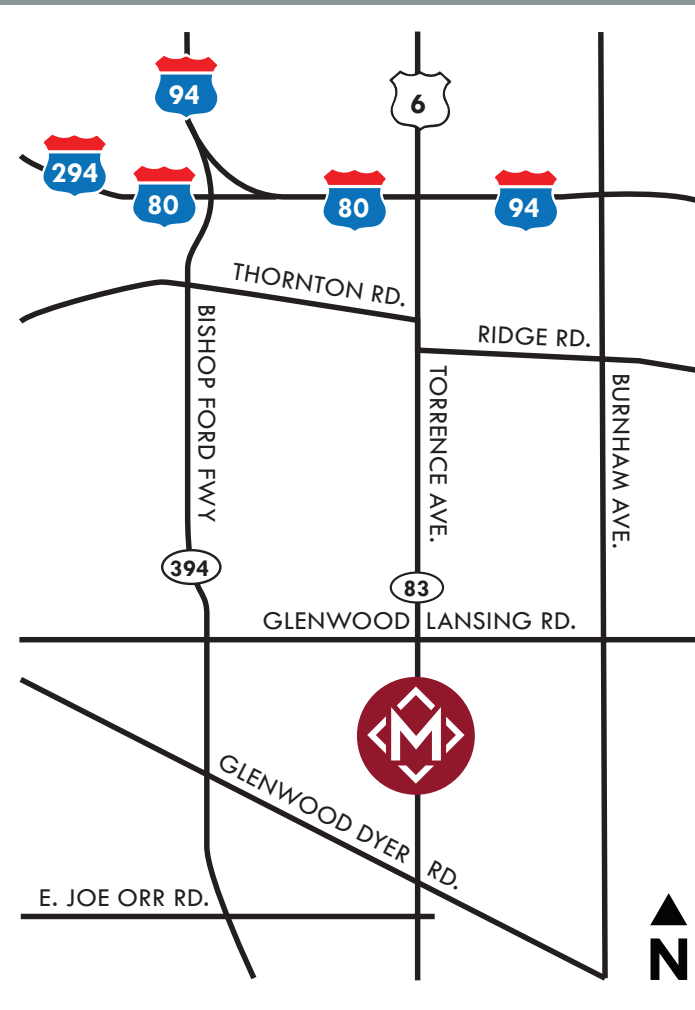 94
6
294
80
80
94
THORNTON RD.
RIDGE RD.
BISHOP FORD FWY
TORRENCE AVE.
BURNHAM AVE.
394
83
GLENWOOD LANSING RD.
M
GLENWOOD DYER RD.
E. JOE ORR RD.
N